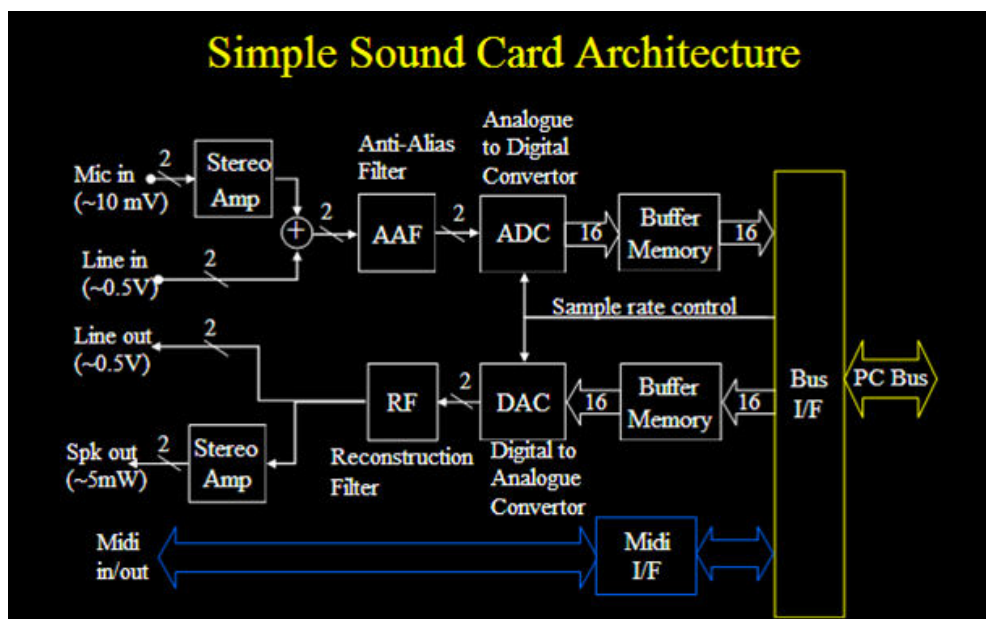 Simple Sound Card Architecture
Anti-Alias
Filter
Analogue
to Digital
Convertor
Mic in
(~10 mV)
2
Stereo
Amp
+
2
AAF
2
ADC
16
Buffer
Memory
16
Line in
(~0.5V)
2
Sample rate control
Line out
(~0.5V)
2
RF
2
DAC
16
Buffer
Memory
16
Bus
I/F
PC Bus
Spk out
(~5mW)
2
Stereo
Amp
Reconstruction
Filter
Digital to
Analogue
Convertor
Midi
in/out
Midi
I/F